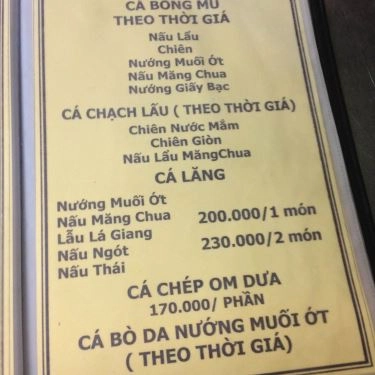 CÁ BÓNG MÚ
THEO THỜI GIÁ
Nấu Lẩu
Chiên
Nướng Muối Ớt
Nấu Măng Chua
Nướng Giấy Bạc
CÁ CHẠCH LẤU ( THEO THỜI GIÁ)
Chiên Nước Mắm
Chiên Giòn
Nấu Lẩu MăngChua
CÁ LĂNG
Nướng Muối Ớt
Nấu Măng Chua 200.000/1 món
Lẩu Lá Giang
Nấu Ngót 230.000/2 món
Nấu Thái
CÁ CHÉP OM DƯA
170.000/ PHẦN
CÁ BÒ DA NƯỚNG MUỐI ỚT
( THEO THỜI GIÁ)